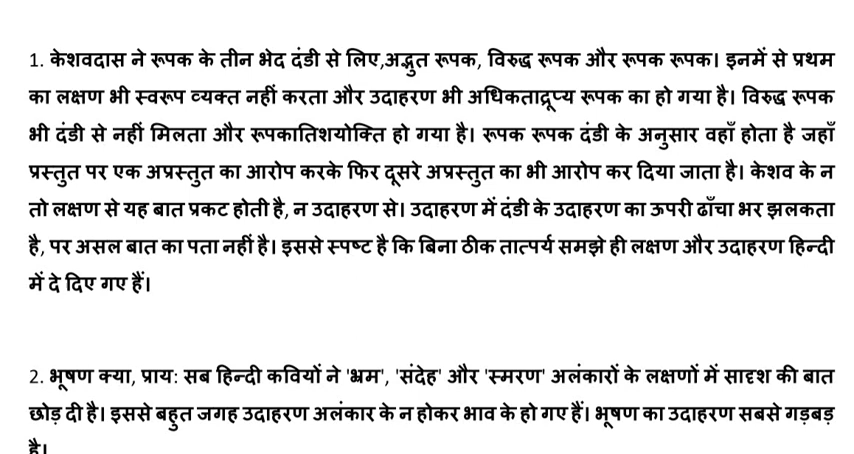 1. केशवदास ने रूपक के तीन भेद दंडी से लिए,अद्भुत रूपक, विरुद्ध रूपक और रूपक रूपक। इनमें से प्रथम
का लक्षण भी स्वरूप व्यक्त नहीं करता और उदाहरण भी अधिकताद्रूप्य रूपक का हो गया है। विरुद्ध रूपक
भी दंडी से नहीं मिलता और रूपकातिशयोक्ति हो गया है। रूपक रूपक दंडी के अनुसार वहाँ होता है जहाँ
प्रस्तुत पर एक अप्रस्तुत का आरोप करके फिर दूसरे अप्रस्तुत का भी आरोप कर दिया जाता है। केशव के न
तो लक्षण से यह बात प्रकट होती है, न उदाहरण से। उदाहरण में दंडी के उदाहरण का ऊपरी ढाँचा भर झलकता
है, पर असल बात का पता नहीं है। इससे स्पष्ट है कि बिना ठीक तात्पर्य समझे ही लक्षण और उदाहरण हिन्दी
में दे दिए गए हैं।
2. भूषण क्या, प्राय: सब हिन्दी कवियों ने 'भ्रम', 'संदेह' और 'स्मरण' अलंकारों के लक्षणों में सादृश की बात
छोड़ दी है। इससे बहुत जगह उदाहरण अलंकार के न होकर भाव के हो गए हैं। भूषण का उदाहरण सबसे गड़बड़
है।